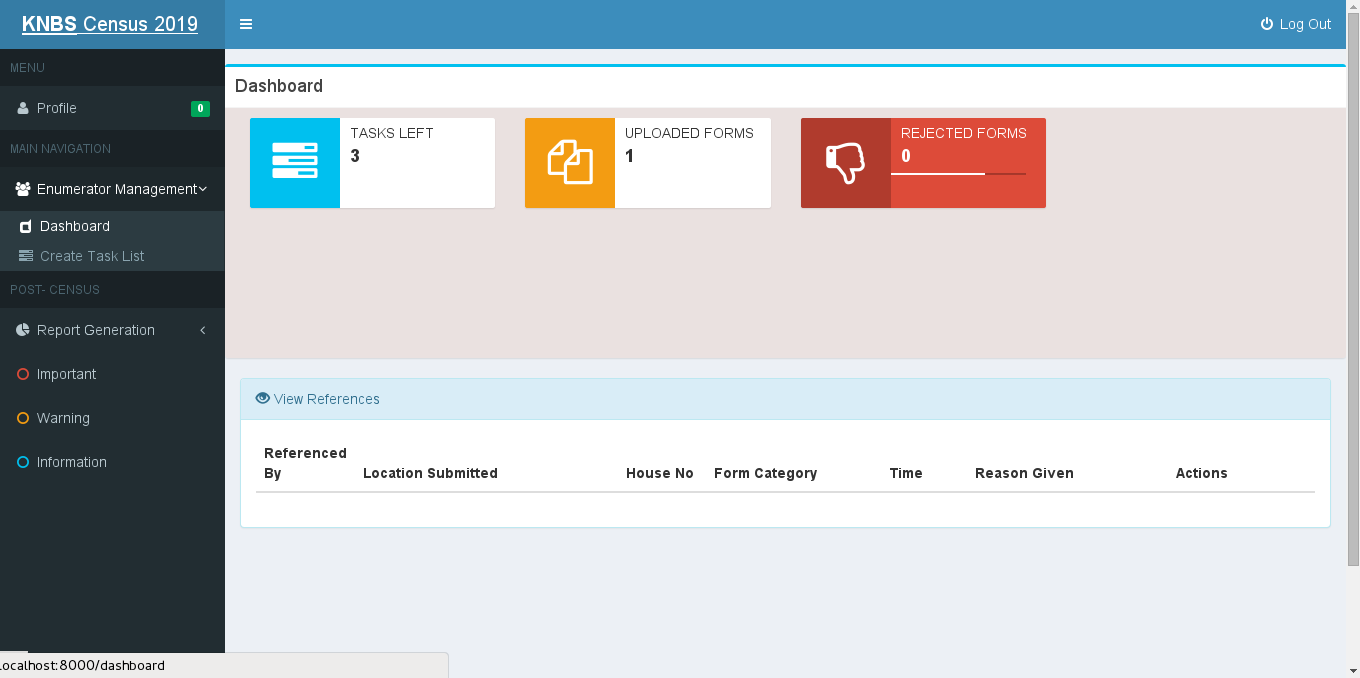 KNBS Census 2019
Log Out
MENU
Profile
0
MAIN NAVIGATION
Enumerator Management
Dashboard
Create Task List
POST- CENSUS
Report Generation
Important
Warning
Information
Dashboard
TASKS LEFT
3
UPLOADED FORMS
1
REJECTED FORMS
0
View References
Referenced
By Location Submitted House No Form Category Time Reason Given Actions
localhost:8000/dashboard